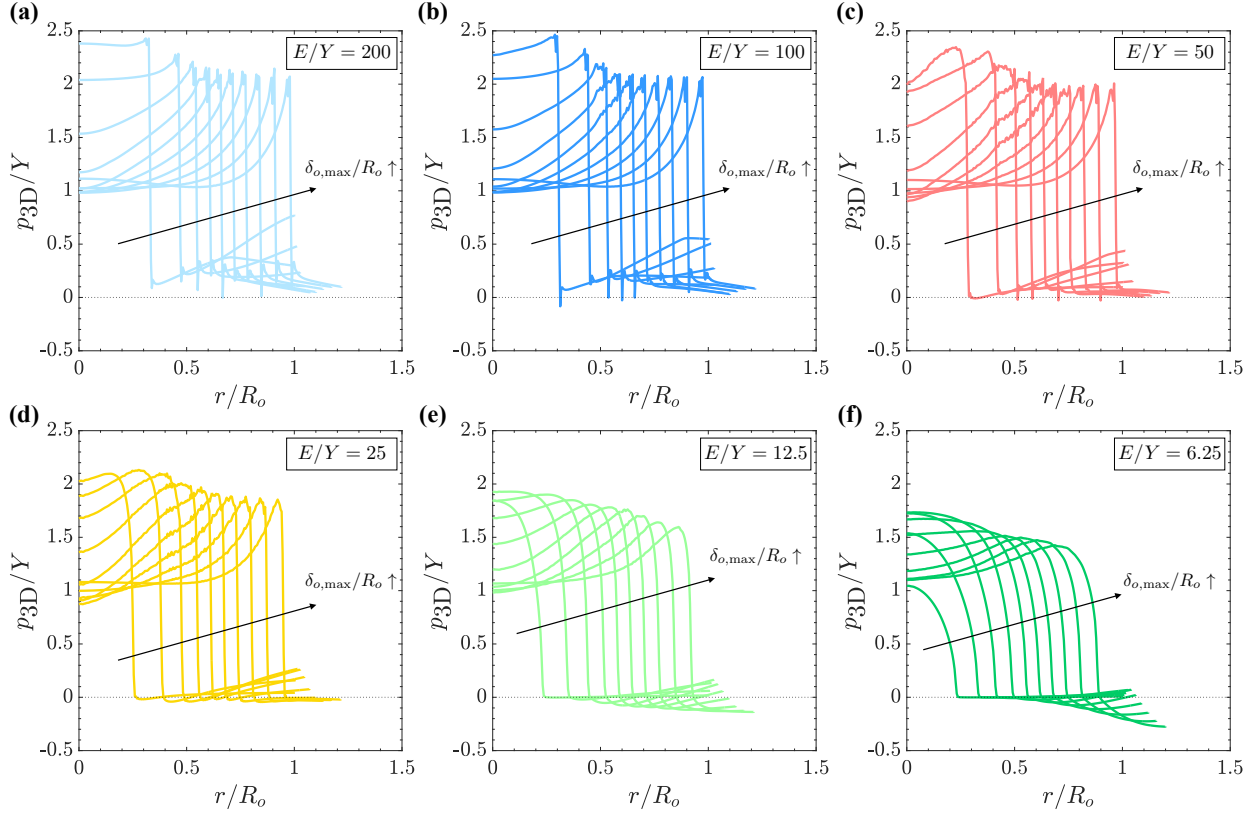 (a)
2.5
2
1.5
1
0.5
0
-0.5
0
0.5
1
1.5
p3D/Y
r/Ro
E/Y = 200
δo,max/Ro ↑
(b)
2.5
2
1.5
1
0.5
0
-0.5
0
0.5
1
1.5
p3D/Y
r/Ro
E/Y = 100
δo,max/Ro ↑
(c)
2.5
2
1.5
1
0.5
0
-0.5
0
0.5
1
1.5
p3D/Y
r/Ro
E/Y = 50
δo,max/Ro ↑
(d)
2.5
2
1.5
1
0.5
0
-0.5
0
0.5
1
1.5
p3D/Y
r/Ro
E/Y = 25
δo,max/Ro ↑
(e)
2.5
2
1.5
1
0.5
0
-0.5
0
0.5
1
1.5
p3D/Y
r/Ro
E/Y = 12.5
δo,max/Ro ↑
(f)
2.5
2
1.5
1
0.5
0
-0.5
0
0.5
1
1.5
p3D/Y
r/Ro
E/Y = 6.25
δo,max/Ro ↑